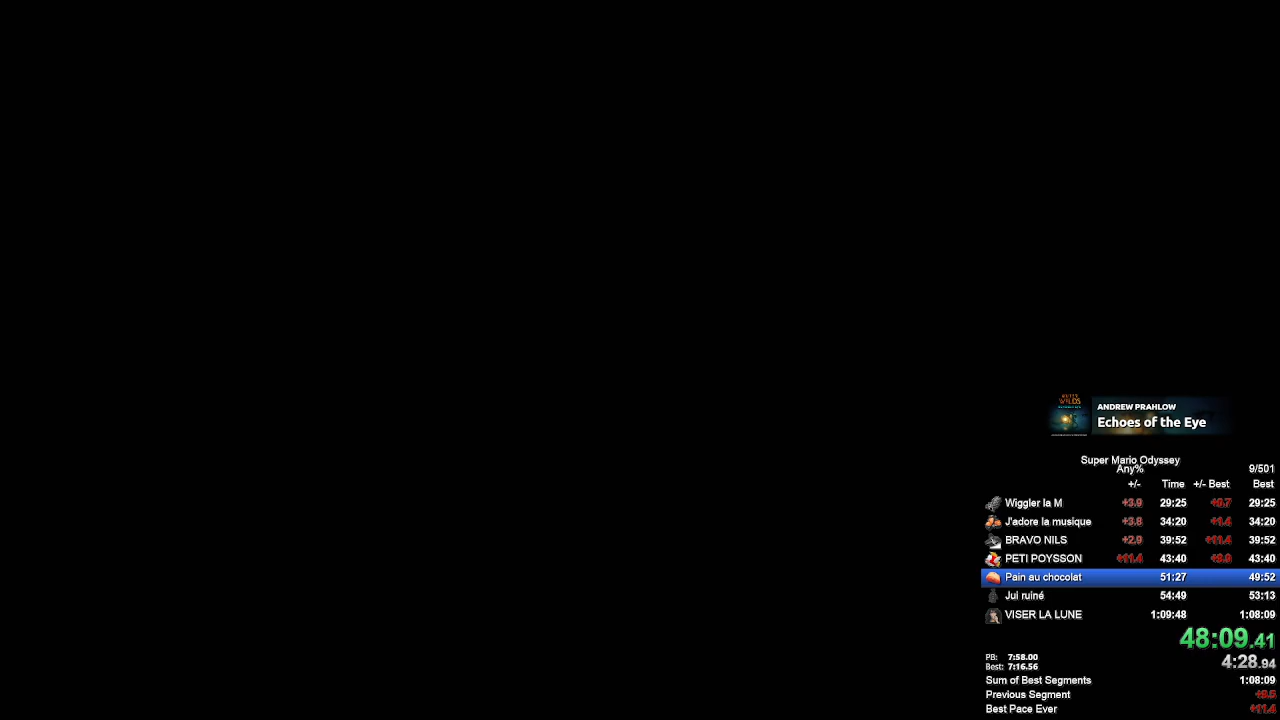 ANDREW PRAHLOW
Echoes of the Eye
Super Mario Odyssey
Any% 9/501
+/- Time +/- Best Best
Wiggler la M +3.9 29:25 29:25
J'adore la musique +3.8 34:20 +1.4 34:20
BRAVO NILS +2.9 39:52 +11.4 39:52
PETI POYSSON +11.4 43:40 43:40
Pain au chocolat 51:27 49:52
Jui ruiné 54:49 53:13
VISER LA LUNE 1:09:48 1:08:09
48:09.41
PB: 7:58.00
4:28.94
Best: 7:16.56
Sum of Best Segments 1:08:09
Previous Segment
Best Pace Ever +11.4